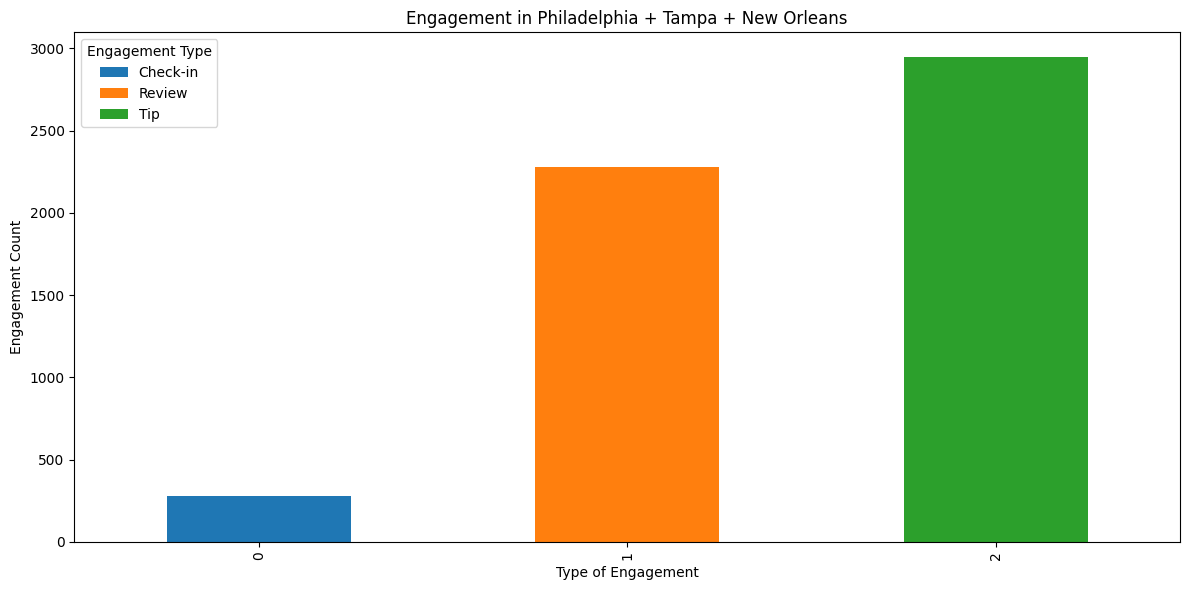 Engagement in Philadelphia + Tampa + New Orleans
Engagement Type
Check-in
Review
Tip
3000
2500
2000
1500
1000
500
0
Engagement Count
0
1
2
Type of Engagement